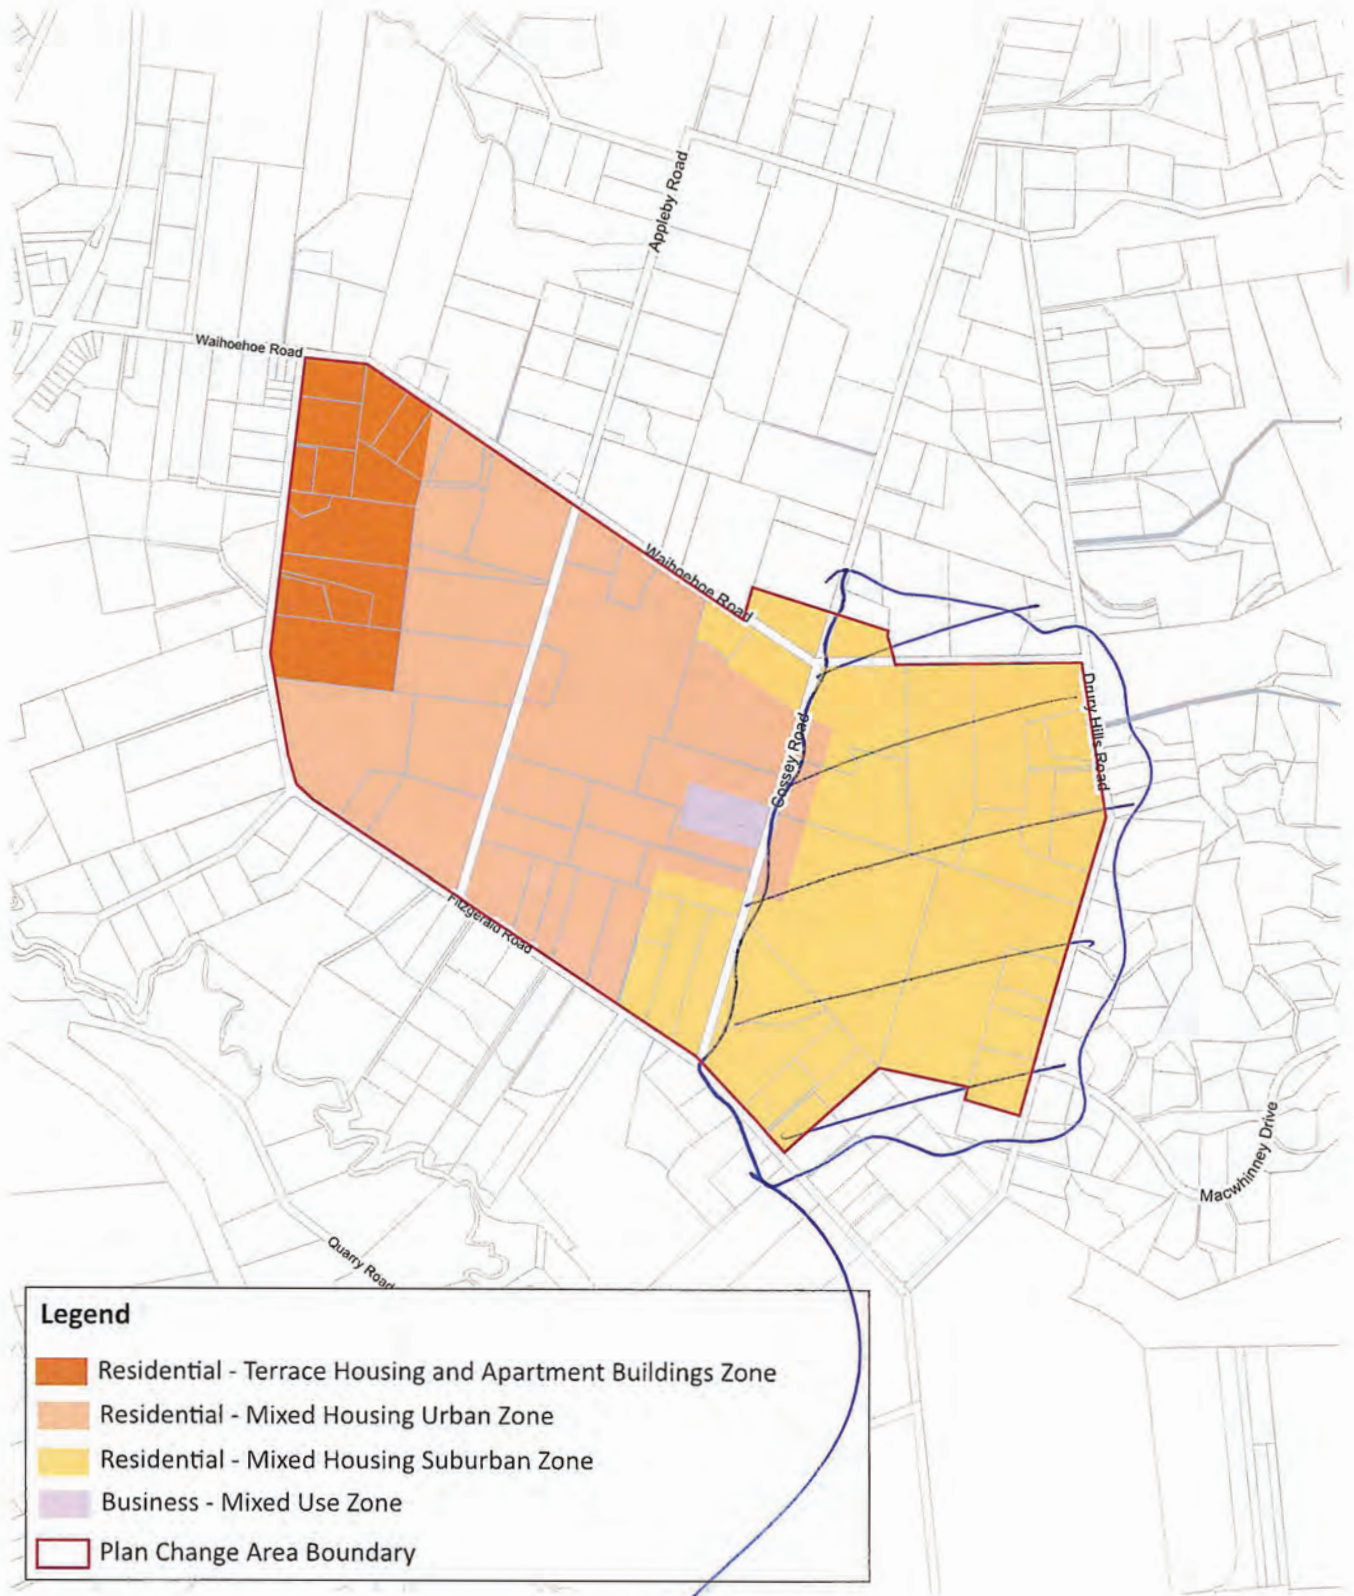 Appleby Road
Waihoehoe Road
Waihoehoe Road
Drury Hills Road
Gossey Road
Fitzgerald Road
Macwhinney Drive
Quarry Road
Legend
Residential - Terrace Housing and Apartment Buildings Zone
Residential - Mixed Housing Urban Zone
Residential - Mixed Housing Suburban Zone
Business - Mixed Use Zone
Plan Change Area Boundary